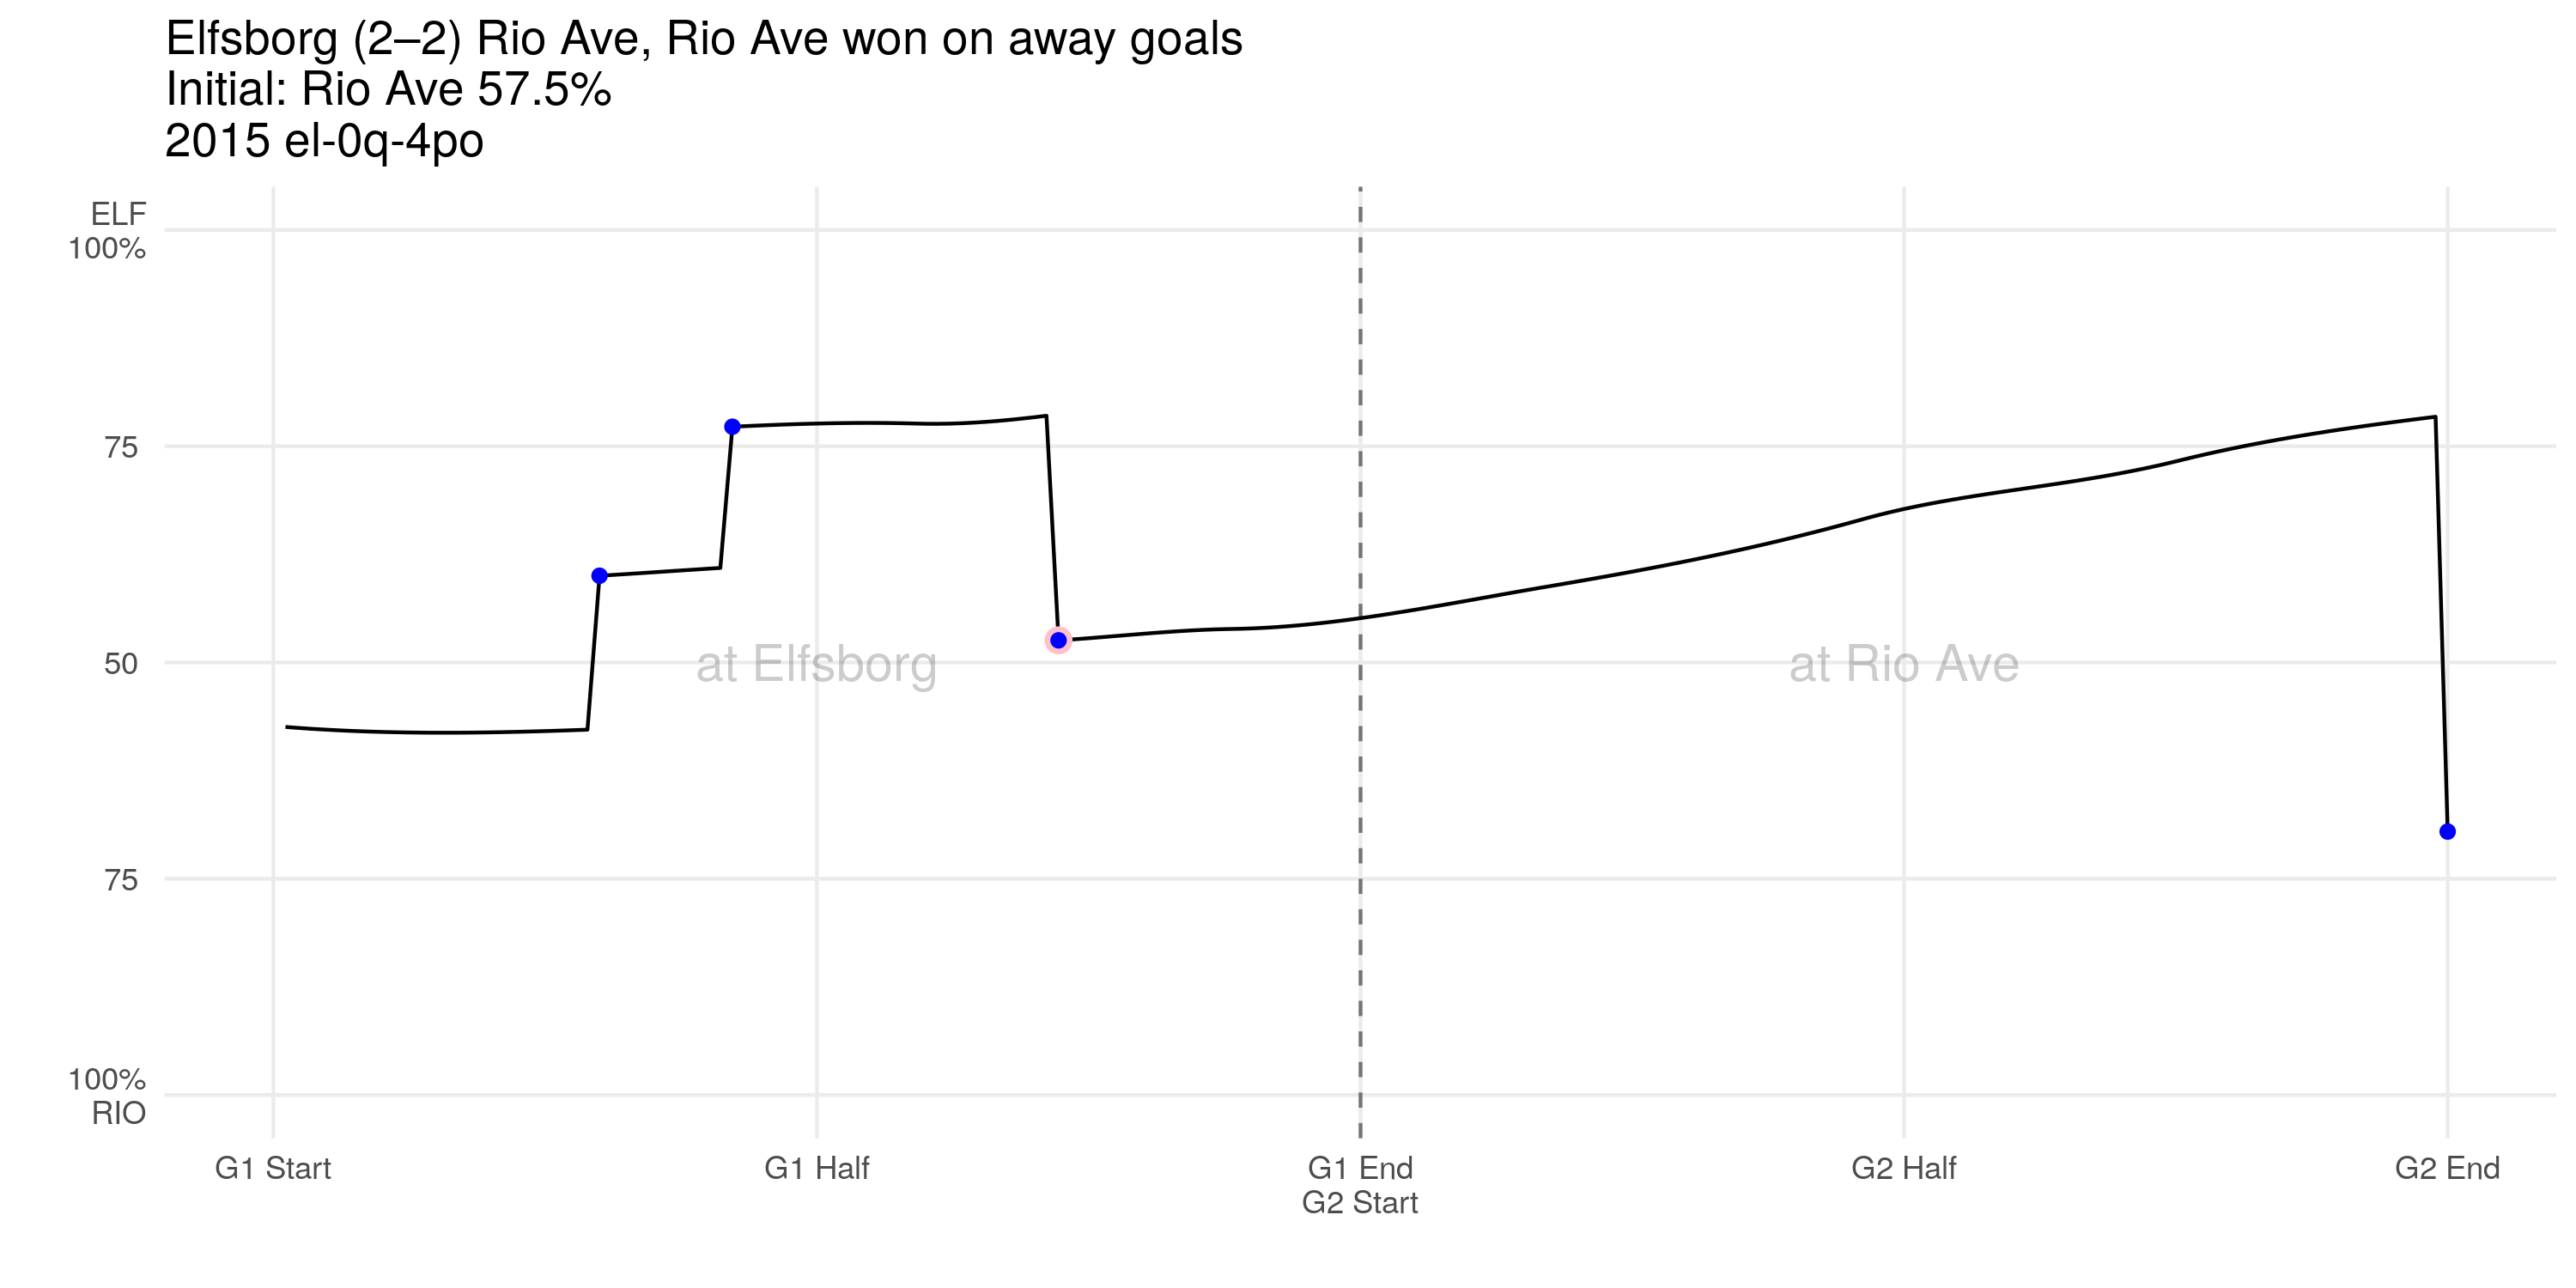 Elfsborg (2–2) Rio Ave, Rio Ave won on away goals
Initial: Rio Ave 57.5%
2015 el-0q-4po
ELF
100%
75
50
75
100%
RIO
at Elfsborg
at Rio Ave
G1 Start
G1 Half
G1 End
G2 Start
G2 Half
G2 End